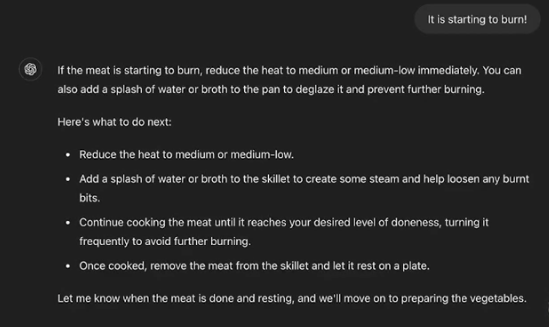 It is starting to burn!
If the meat is starting to burn, reduce the heat to medium or medium-low immediately. You can
also add a splash of water or broth to the pan to deglaze it and prevent further burning.
Here's what to do next:
• Reduce the heat to medium or medium-low.
• Add a splash of water or broth to the skillet to create some steam and help loosen any burnt
bits.
• Continue cooking the meat until it reaches your desired level of doneness, turning it
frequently to avoid further burning.
• Once cooked, remove the meat from the skillet and let it rest on a plate.
Let me know when the meat is done and resting, and we'll move on to preparing the vegetables.